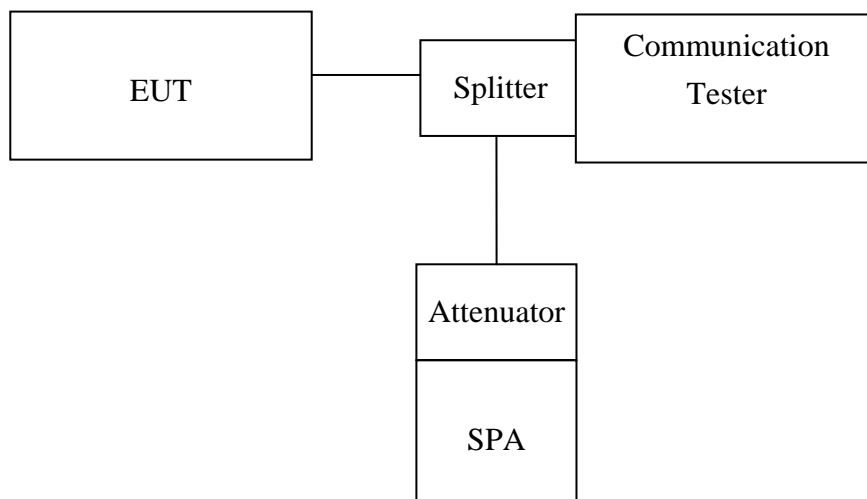 EUT
Splitter
Communication
Tester
Attenuator
SPA